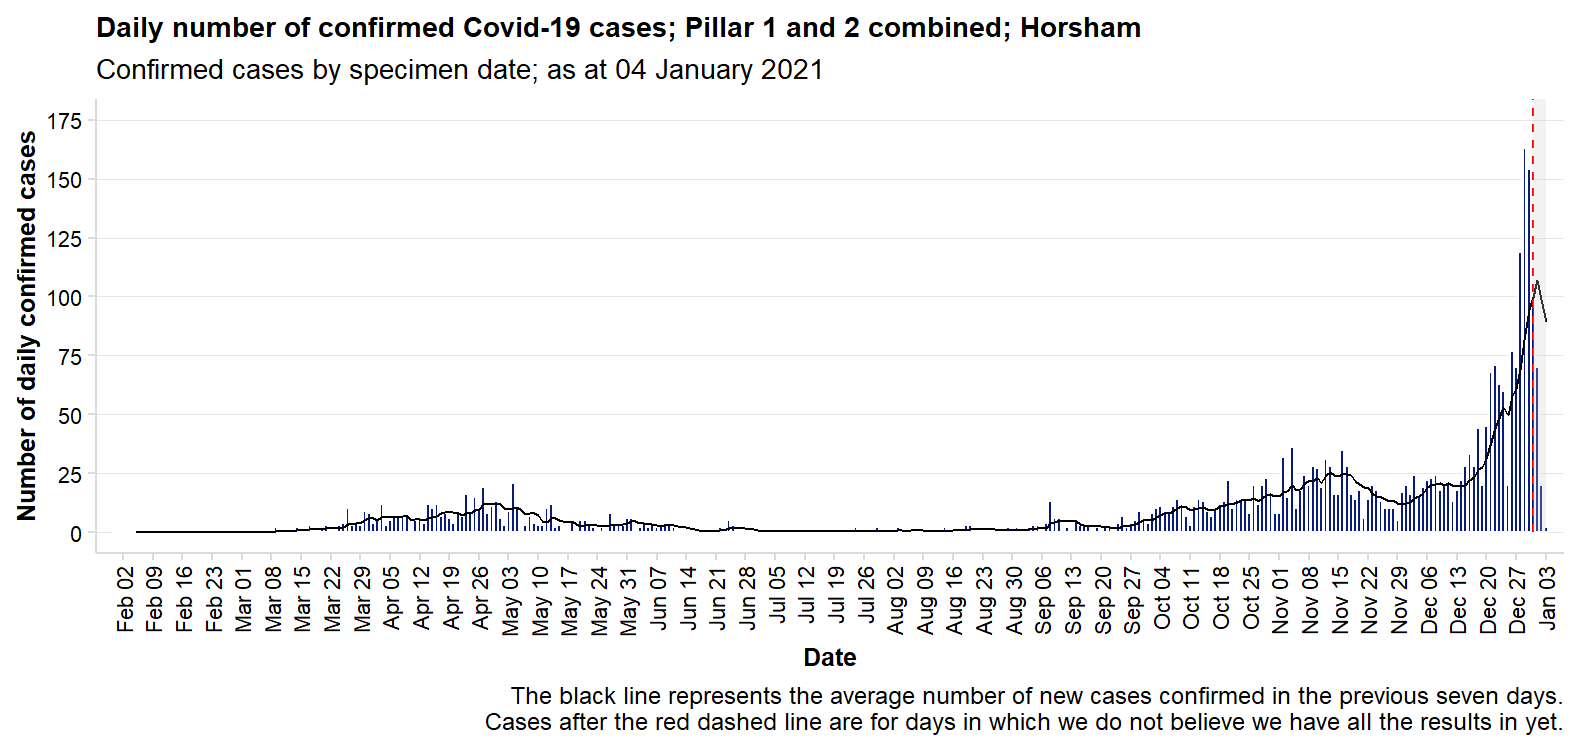 Daily number of confirmed Covid-19 cases; Pillar 1 and 2 combined; Horsham
Confirmed cases by specimen date; as at 04 January 2021
Number of daily confirmed cases
175
150
125
100
75
50
25
0
Feb 02
Feb 09
Feb 16
Feb 23
Mar 01
Mar 08
Mar 15
Mar 22
Mar 29
Apr 05
Apr 12
Apr 19
Apr 26
May 03
May 10
May 17
May 24
May 31
Jun 07
Jun 14
Jun 21
Jun 28
Jul 05
Jul 12
Jul 19
Jul 26
Aug 02
Aug 09
Aug 16
Aug 23
Aug 30
Sep 06
Sep 13
Sep 20
Sep 27
Oct 04
Oct 11
Oct 18
Oct 25
Nov 01
Nov 08
Nov 15
Nov 22
Nov 29
Dec 06
Dec 13
Dec 20
Dec 27
Jan 03
Date
The black line represents the average number of new cases confirmed in the previous seven days.
Cases after the red dashed line are for days in which we do not believe we have all the results in yet.